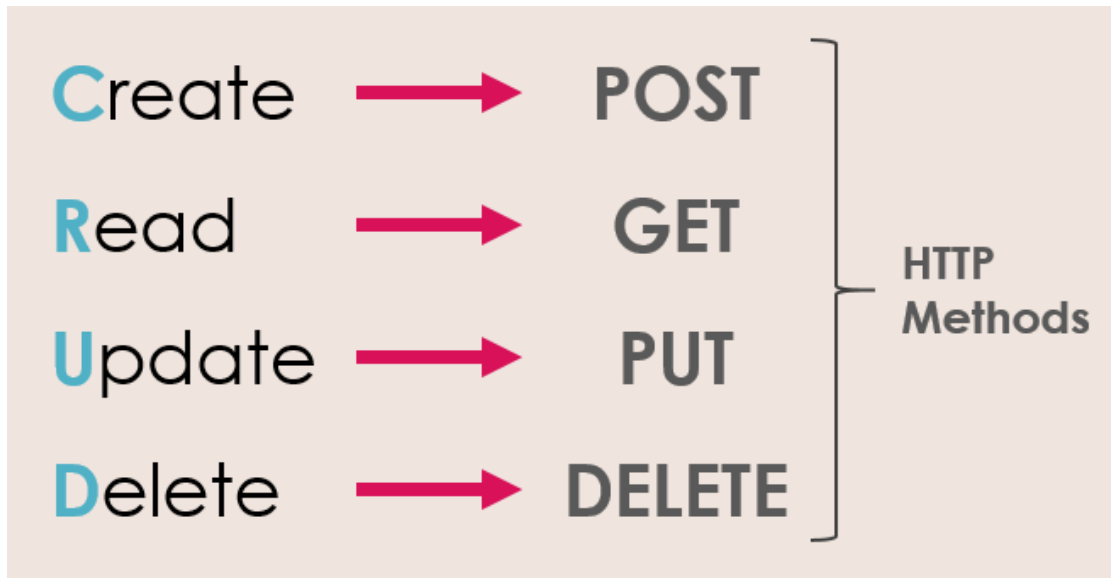 Create POST
Read GET
Update PUT
Delete DELETE
HTTP
Methods